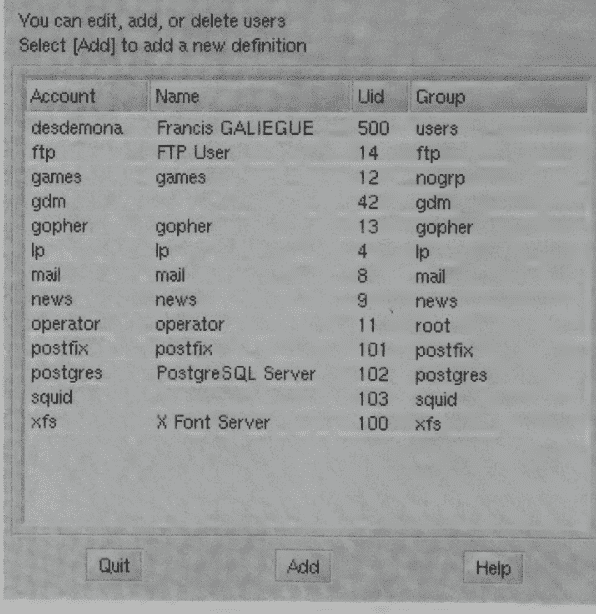 You can edit, add, or delete users
Select [Add] to add a new definition
Account Name Uid Group
desdemona Francis GALIEGUE 500 users
ftp FTP User 14 ftp
games games 12 nogrp
gdm 42 gdm
gopher gopher 13 gopher
lp lp 4 lp
mail mail 8 mail
news news 9 news
operator operator 11 root
postfix postfix 101 postfix
postgres PostgreSQL Server 102 postgres
squid 103 squid
xfs X Font Server 100 xfs
Quit Add Help